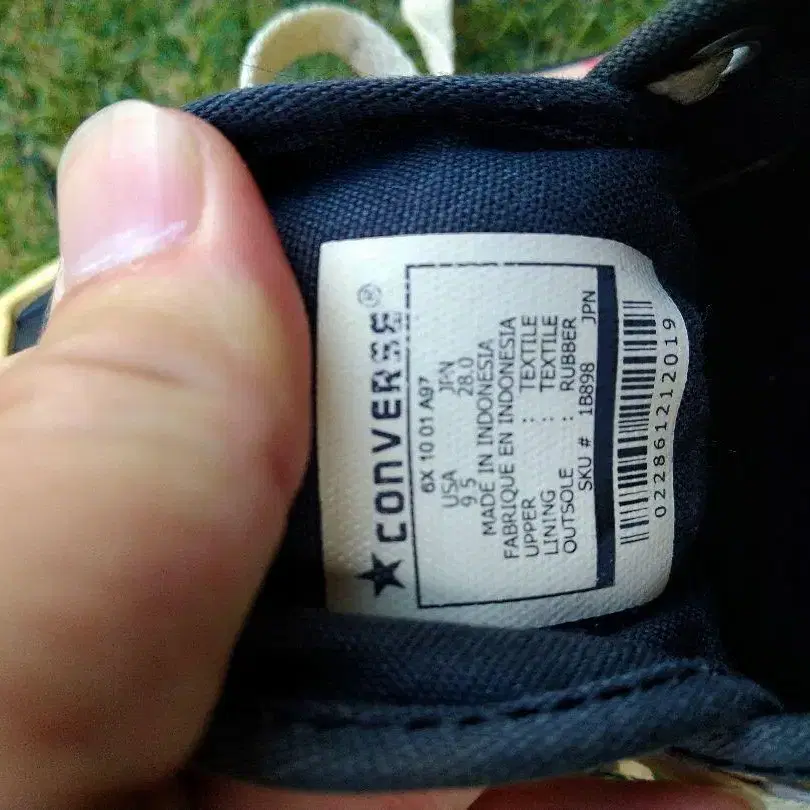 CONVERSE®
6X 10 01 A97
USA JPN
9.5 28.0
MADE IN INDONESIA
FABRIQUE EN INDONESIA
UPPER : TEXTILE
LINING : TEXTILE
OUTSOLE : RUBBER
SKU # 1B898 JPN
022861212019